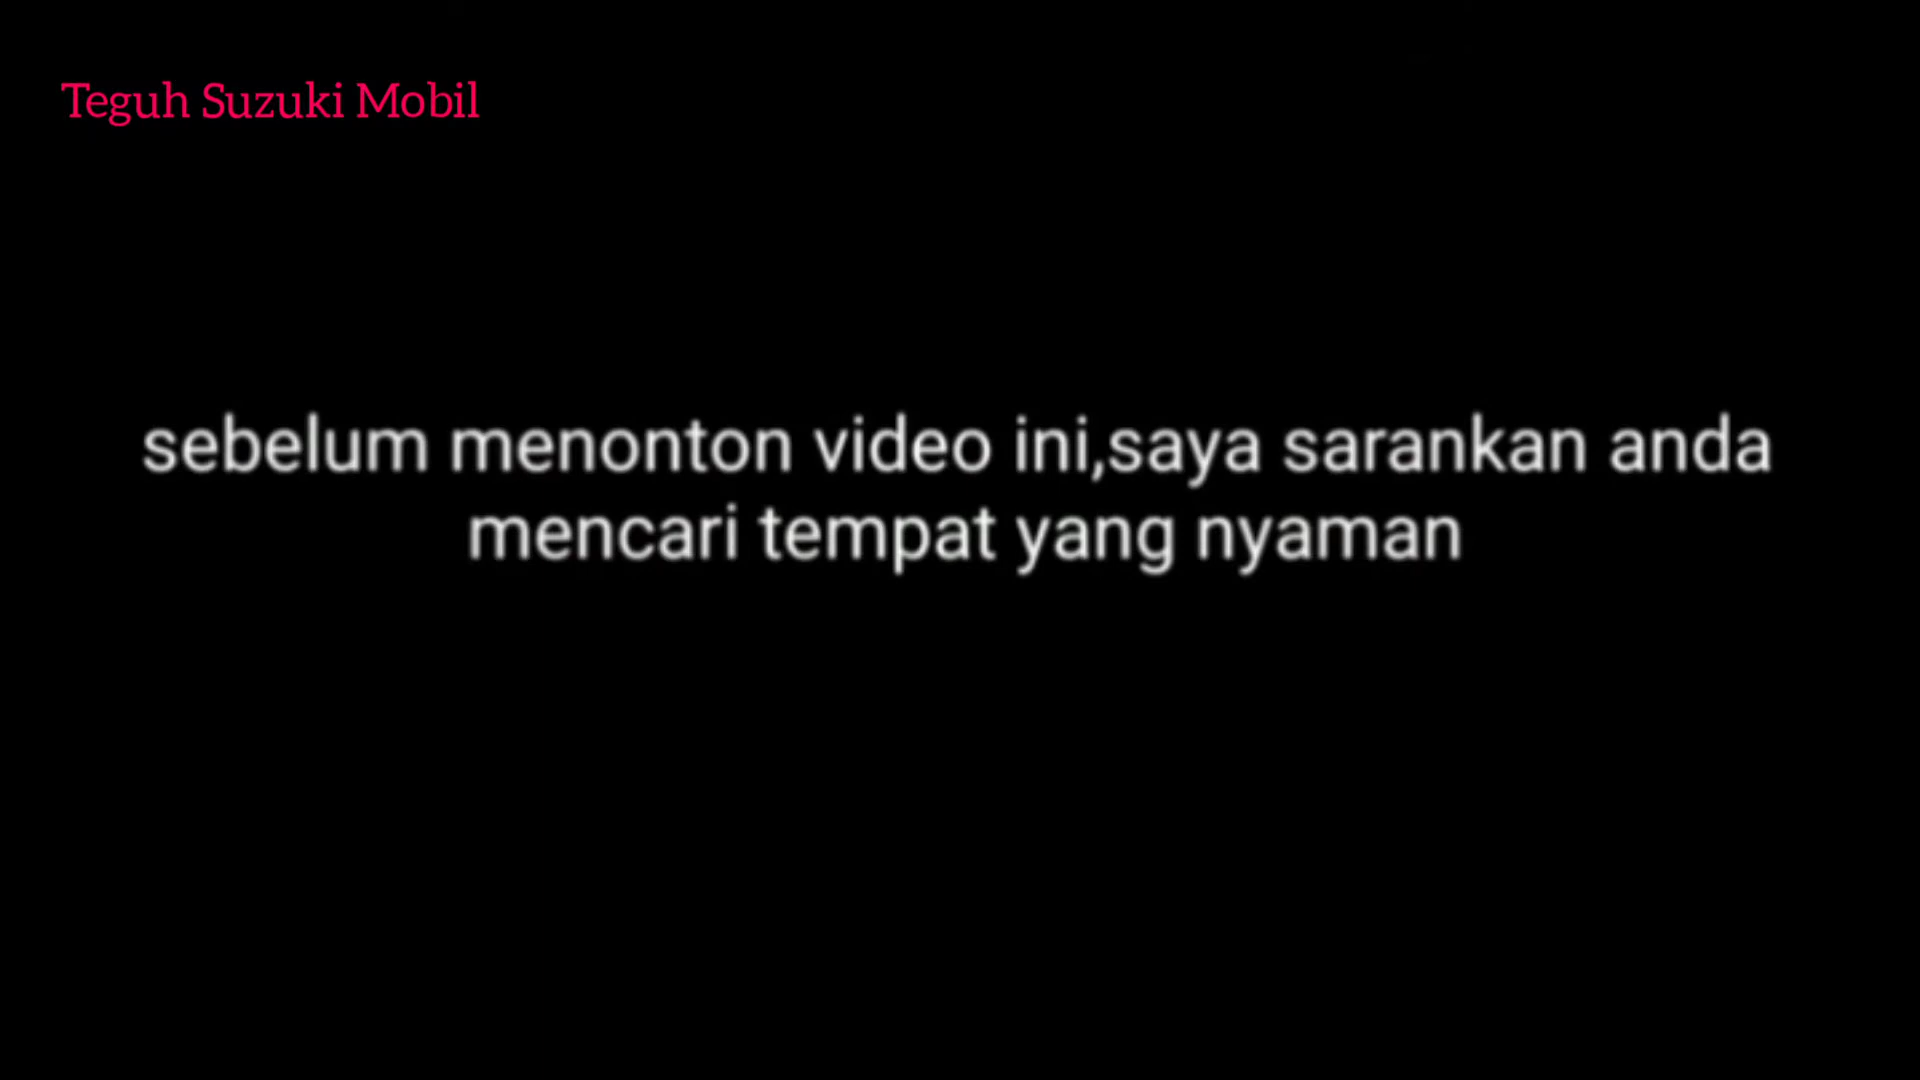 Teguh Suzuki Mobil
sebelum menonton video ini,saya sarankan anda
mencari tempat yang nyaman